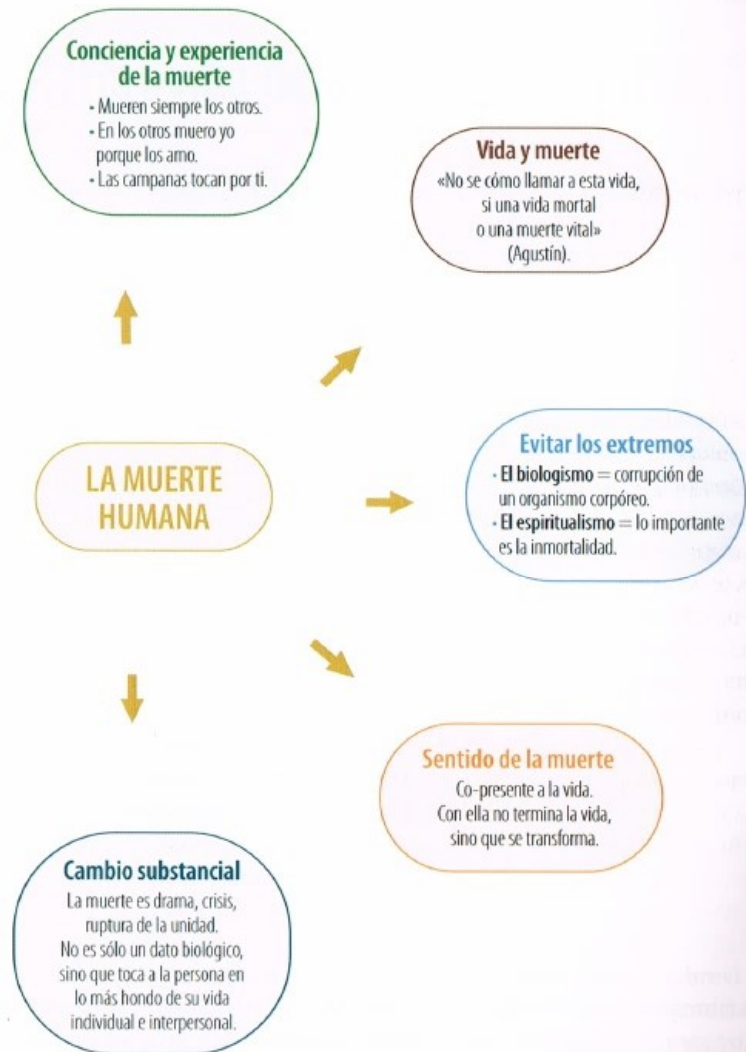 Conciencia y experiencia
de la muerte
• Mueren siempre los otros.
• En los otros muero yo
porque los amo.
• Las campanas tocan por ti.
Vida y muerte
«No se cómo llamar a esta vida,
si una vida mortal
o una muerte vital»
(Agustín).
LA MUERTE
HUMANA
Evitar los extremos
• El biologismo = corrupción de
un organismo corpóreo.
• El espiritualismo = lo importante
es la inmortalidad.
Sentido de la muerte
Co-presente a la vida.
Con ella no termina la vida,
sino que se transforma.
Cambio substancial
La muerte es drama, crisis,
ruptura de la unidad.
No es sólo un dato biológico,
sino que toca a la persona en
lo más hondo de su vida
individual e interpersonal.